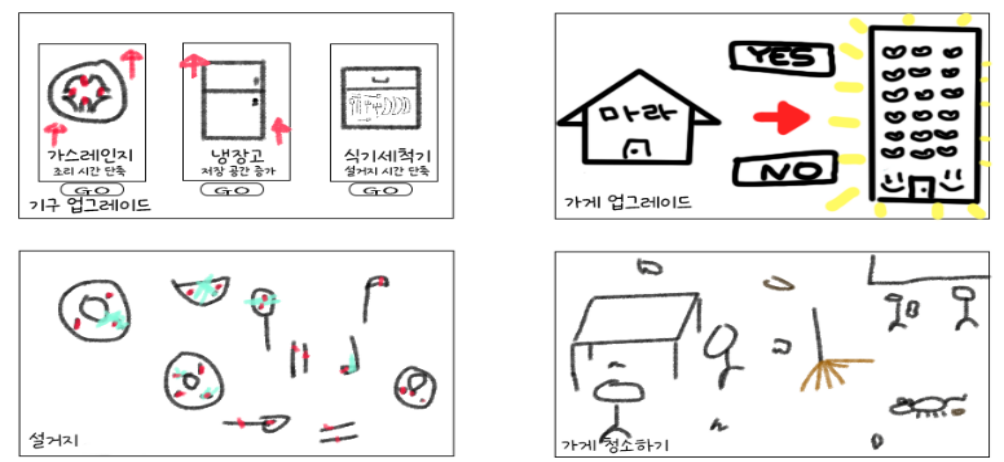 가스레인지
조리 시간 단축
GO
냉장고
저장 공간 증가
GO
식기세척기
설거지 시간 단축
GO
기구 업그레이드
마라
YES
NO
가게 업그레이드
설거지
가게 청소하기